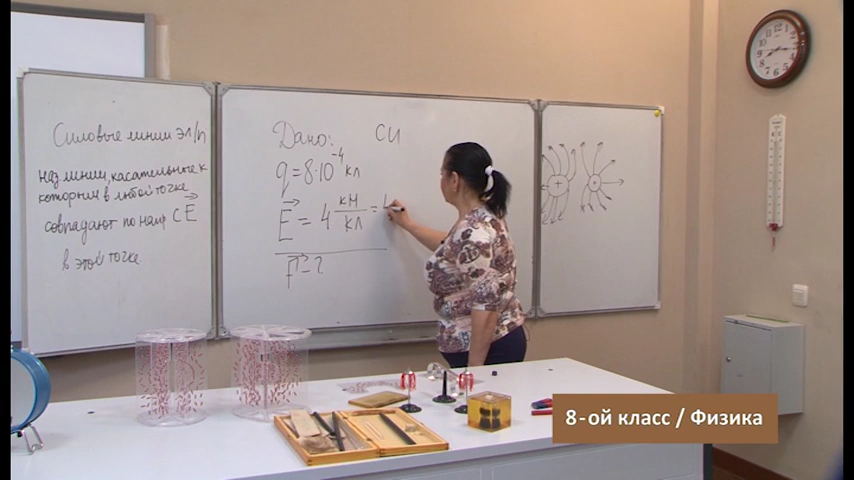 Силовые линии эл/п
наз линии, касательные к
которым в любой точке
совпадают по напр с E
в этой точке.
Дано: СИ
q = 8·10⁻⁴ кл
E = 4 кН/кл =
F - ?
8-ой класс / Физика